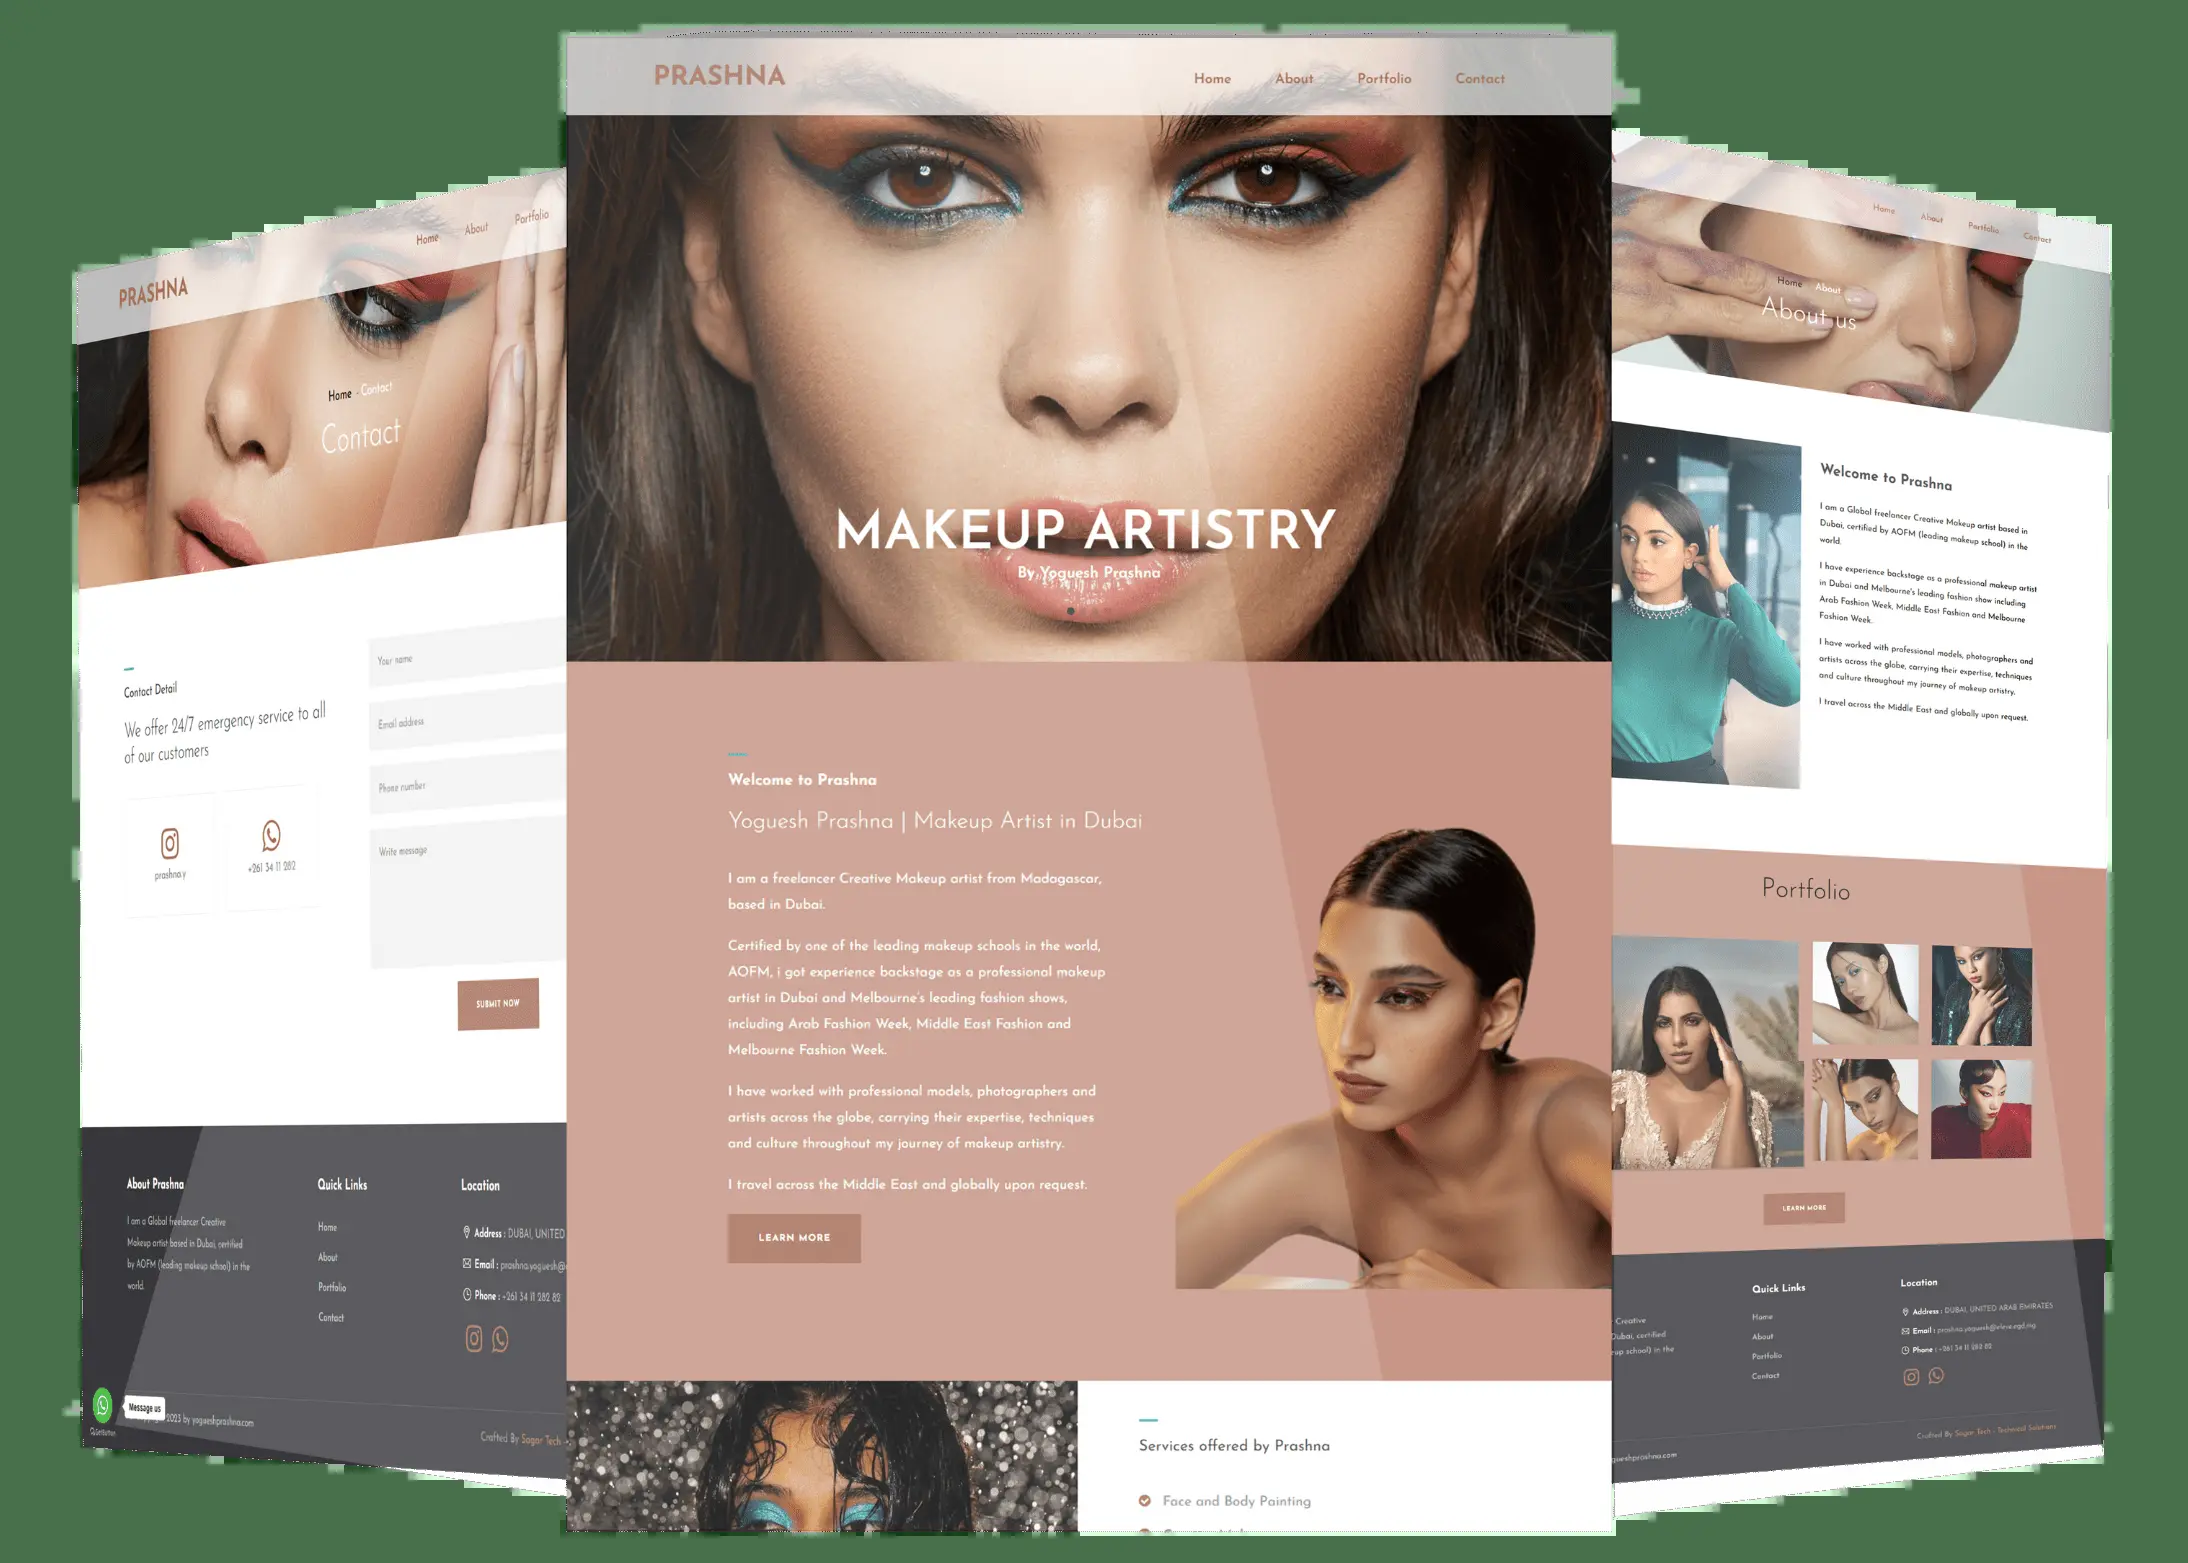 PRASHNA
Home
About
Portfolio
Home - Contact
Contact
Contact Detail
We offer 24/7 emergency service to all
of our customers
prashna.y
+261 34 11 282
Your name
Email address
Phone number
Write message
SUBMIT NOW
About Prashna
I am a Global freelancer Creative
Makeup artist based in Dubai, certified
by AOFM (leading makeup school) in the
world.
Quick Links
Home
About
Portfolio
Contact
Location
Address : DUBAI, UNITED
Email : prashna.yoguesh@
Phone : +261 34 11 282 82
Message us
2023 by yogueshprashna.com
Crafted By Sagar Tech
PRASHNA
Home
About
Portfolio
Contact
MAKEUP ARTISTRY
By Yoguesh Prashna
Welcome to Prashna
Yoguesh Prashna | Makeup Artist in Dubai
I am a freelancer Creative Makeup artist from Madagascar,
based in Dubai.
Certified by one of the leading makeup schools in the world,
AOFM, i got experience backstage as a professional makeup
artist in Dubai and Melbourne's leading fashion shows,
including Arab Fashion Week, Middle East Fashion and
Melbourne Fashion Week.
I have worked with professional models, photographers and
artists across the globe, carrying their expertise, techniques
and culture throughout my journey of makeup artistry.
I travel across the Middle East and globally upon request.
LEARN MORE
Services offered by Prashna
Face and Body Painting
Home
About
Portfolio
Contact
Home
About
About us
Welcome to Prashna
I am a Global freelancer Creative Makeup artist based in
Dubai, certified by AOFM (leading makeup school) in the
world.
I have experience backstage as a professional makeup artist
in Dubai and Melbourne's leading fashion show including
Arab Fashion Week, Middle East Fashion and Melbourne
Fashion Week.
I have worked with professional models, photographers and
artists across the globe, carrying their expertise, techniques
and culture throughout my journey of makeup artistry.
I travel across the Middle East and globally upon request.
Portfolio
LEARN MORE
Creative
Dubai, certified
eup school) in the
Quick Links
Home
About
Portfolio
Contact
Location
Address : DUBAI, UNITED ARAB EMIRATES
Email :
Phone : +261 34 11 282 82
ogueshprashna.com
Crafted By Sagar Tech - Technical Solutions